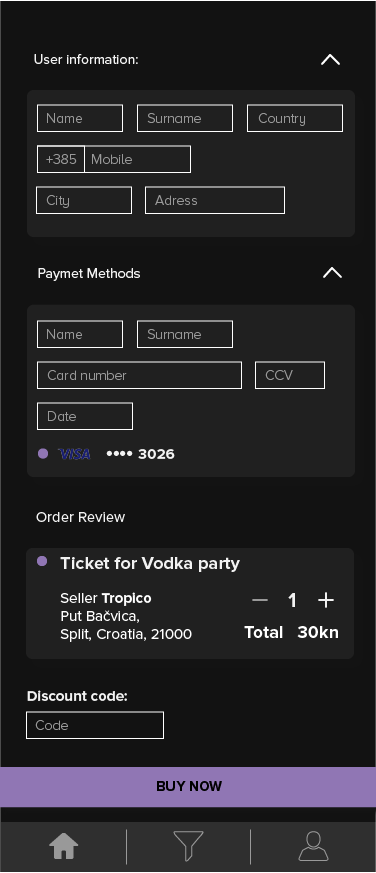 User information:
Name Surname Country
+385 Mobile
City Adress
Paymet Methods
Name Surname
Card number CCV
Date
VISA •••• 3026
Order Review
Ticket for Vodka party
Seller Tropico
Put Bačvica,
Split, Croatia, 21000
1
Total 30kn
Discount code:
Code
BUY NOW